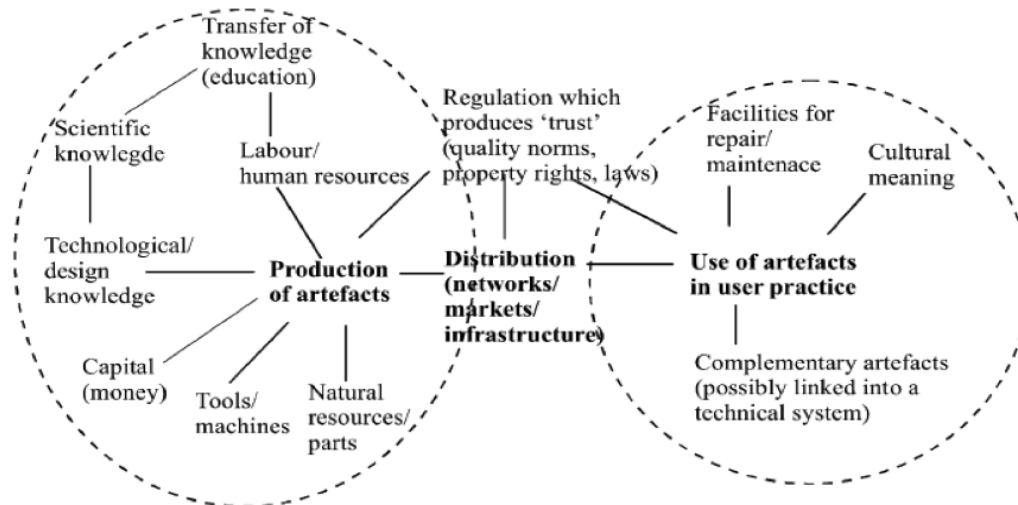 Transfer of
knowledge
(education)
Scientific
knowlegde
Labour/
human resources
Regulation which
produces ‘trust’
(quality norms,
property rights, laws)
Facilities for
repair/
maintenace
Cultural
meaning
Technological/
design
knowledge
Production
of artefacts
Distribution
(networks/
markets/
infrastructure)
Use of artefacts
in user practice
Capital
(money)
Tools/
machines
Natural
resources/
parts
Complementary artefacts
(possibly linked into a
technical system)